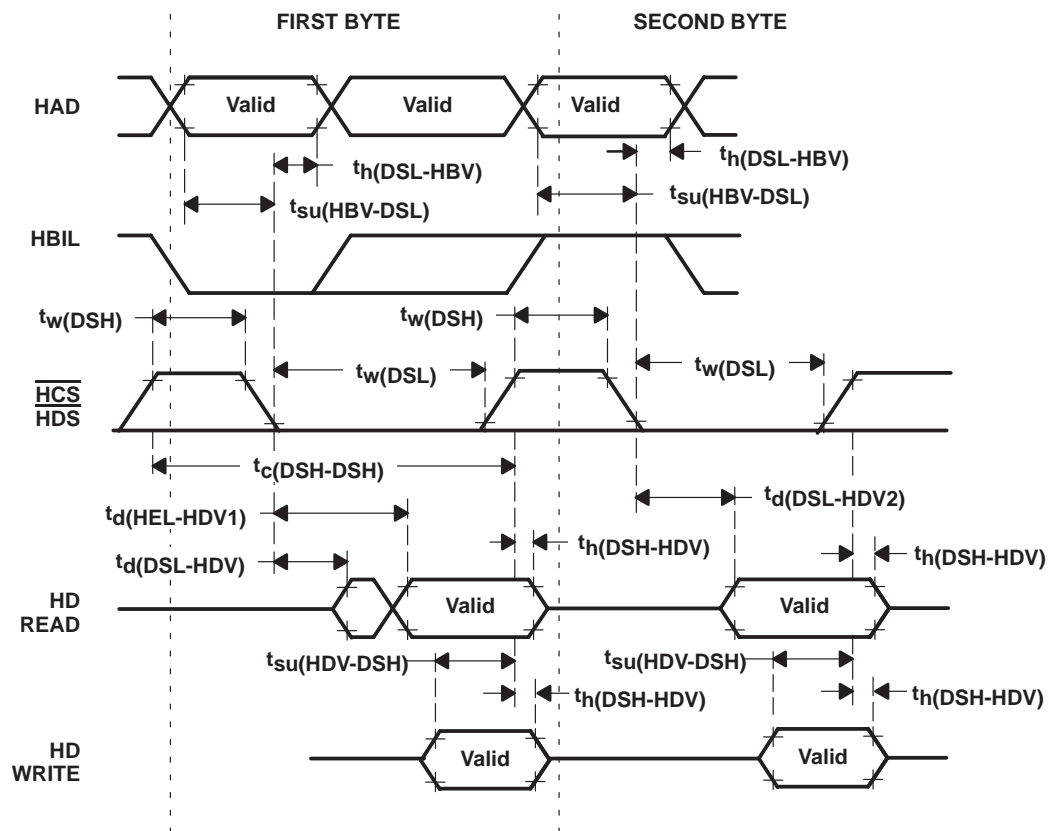 FIRST BYTE
SECOND BYTE
HAD
Valid
Valid
Valid
th(DSL-HBV)
th(DSL-HBV)
tsu(HBV-DSL)
tsu(HBV-DSL)
HBIL
tw(DSH)
tw(DSH)
tw(DSL)
tw(DSL)
HCS
HDS
tc(DSH-DSH)
td(HEL-HDV1)
td(DSL-HDV2)
th(DSH-HDV)
th(DSH-HDV)
td(DSL-HDV)
HD
READ
Valid
Valid
tsu(HDV-DSH)
tsu(HDV-DSH)
th(DSH-HDV)
th(DSH-HDV)
HD
WRITE
Valid
Valid